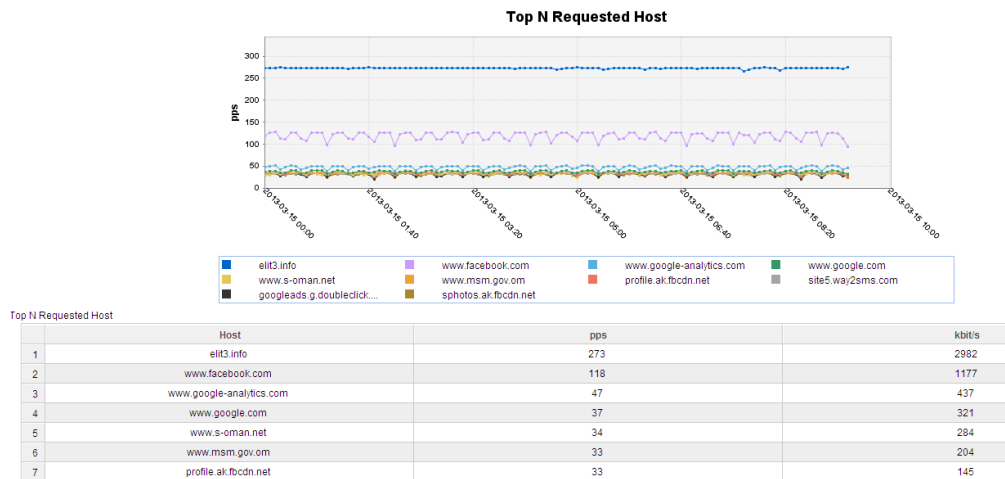 Top N Requested Host
pps
300
250
200
150
100
50
0
2013-03-15 00:00
2013-03-15 01:40
2013-03-15 03:20
2013-03-15 05:00
2013-03-15 06:40
2013-03-15 08:20
2013-03-15 10:00
elit3.info www.facebook.com www.google-analytics.com www.google.com
www.s-oman.net www.msm.gov.om profile.ak.fbcdn.net site5.way2sms.com
googleads.g.doubleclick.... sphotos.ak.fbcdn.net
Top N Requested Host
Host pps kbit/s
1 elit3.info 273 2982
2 www.facebook.com 118 1177
3 www.google-analytics.com 47 437
4 www.google.com 37 321
5 www.s-oman.net 34 284
6 www.msm.gov.om 33 204
7 profile.ak.fbcdn.net 33 145